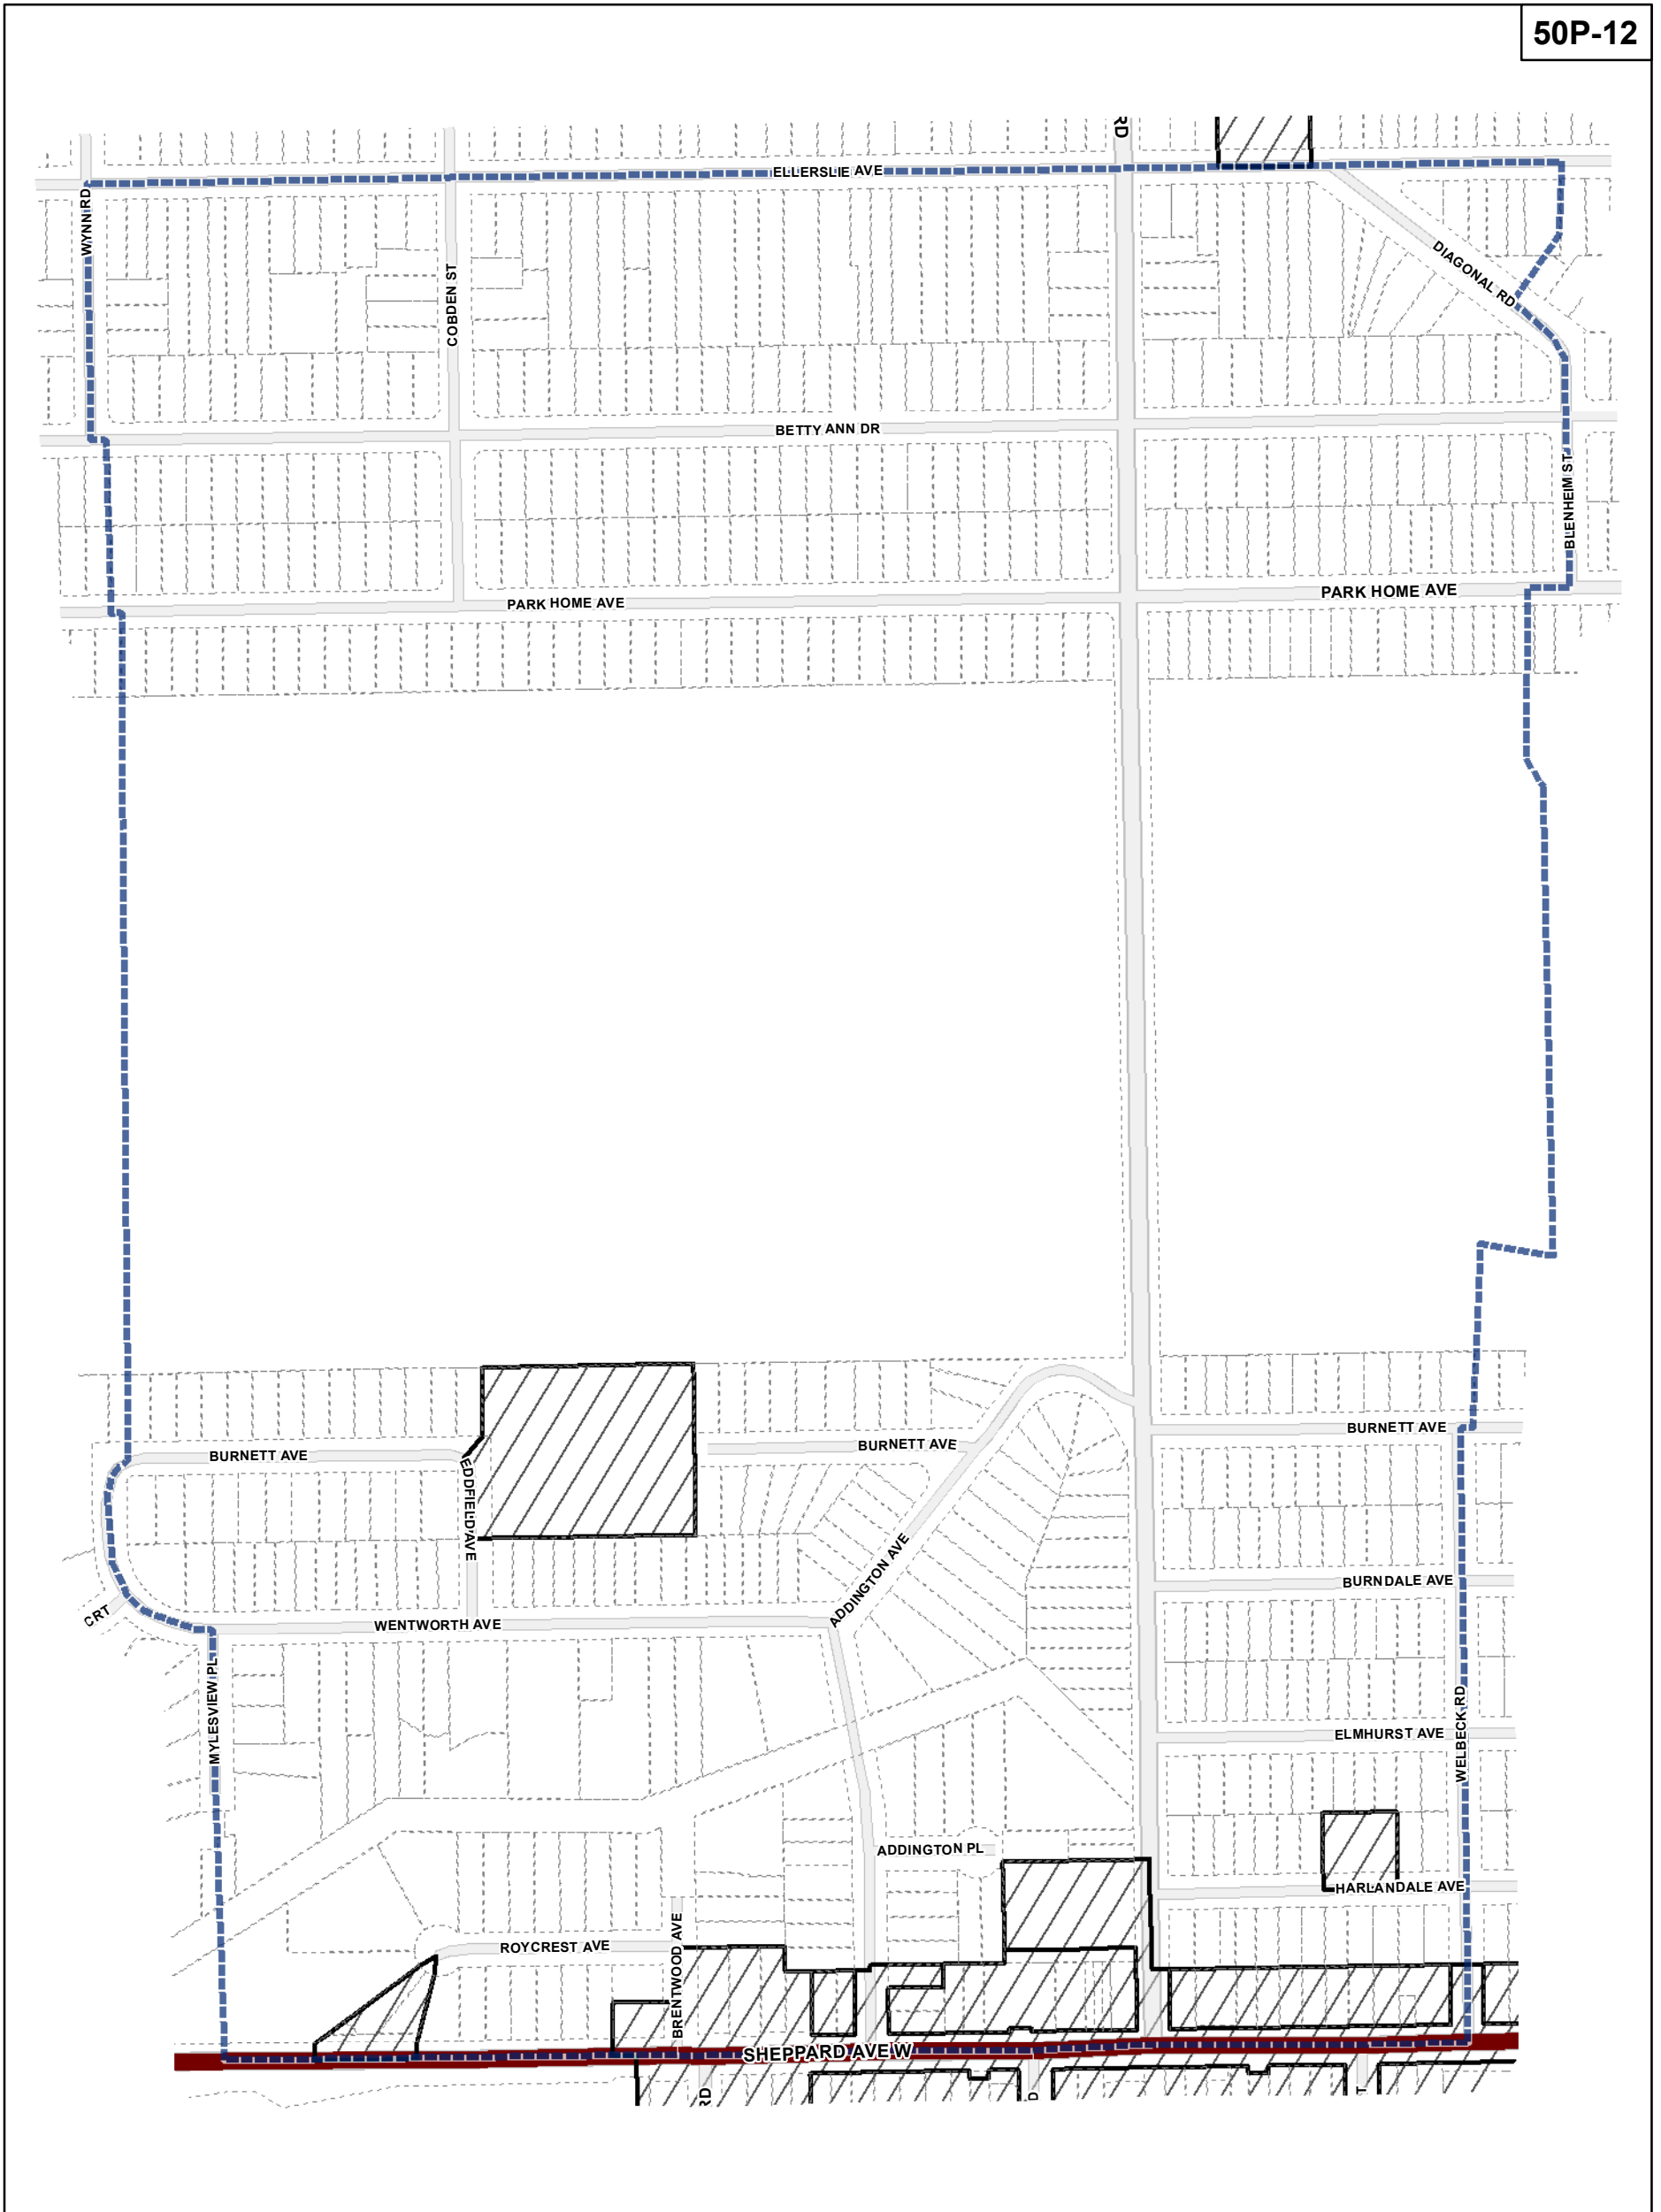 50P-12
RD
ELLERSLIE AVE
WYNN RD
DIAGONAL RD
COBDEN ST
BETTY ANN DR
BLENHEIM ST
PARK HOME AVE
PARK HOME AVE
BURNETT AVE
BURNETT AVE
BURNETT AVE
EDDFIELD AVE
ADDINGTON AVE
BURNDALE AVE
CRT
WENTWORTH AVE
MYLESVIEW PL
WELBECK RD
ELMHURST AVE
ADDINGTON PL
HARLANDALE AVE
ROYCREST AVE
BRENTWOOD AVE
SHEPPARD AVE W
RD
D
T